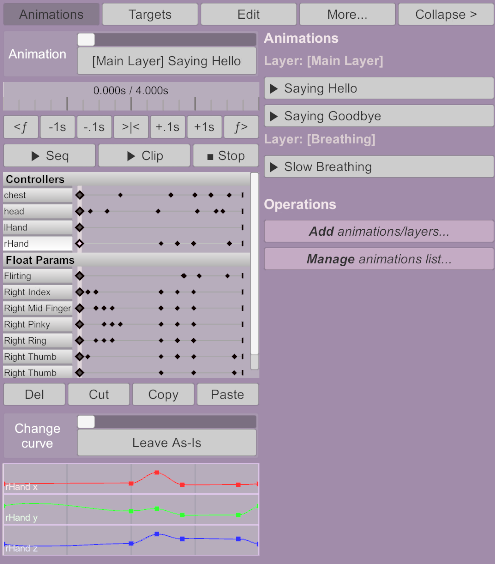 Animations Targets Edit More... Collapse >
Animation
[Main Layer] Saying Hello
0.000s / 4.000s
<ƒ -1s -.1s >|< +.1s +1s ƒ>
▶ Seq ▶ Clip ■ Stop
Controllers
chest
head
lHand
rHand
Float Params
Flirting
Right Index
Right Mid Finger
Right Pinky
Right Ring
Right Thumb
Right Thumb
Del Cut Copy Paste
Change
curve
Leave As-Is
rHand x
rHand y
rHand z
Animations
Layer: [Main Layer]
▶ Saying Hello
▶ Saying Goodbye
Layer: [Breathing]
▶ Slow Breathing
Operations
Add animations/layers...
Manage animations list...